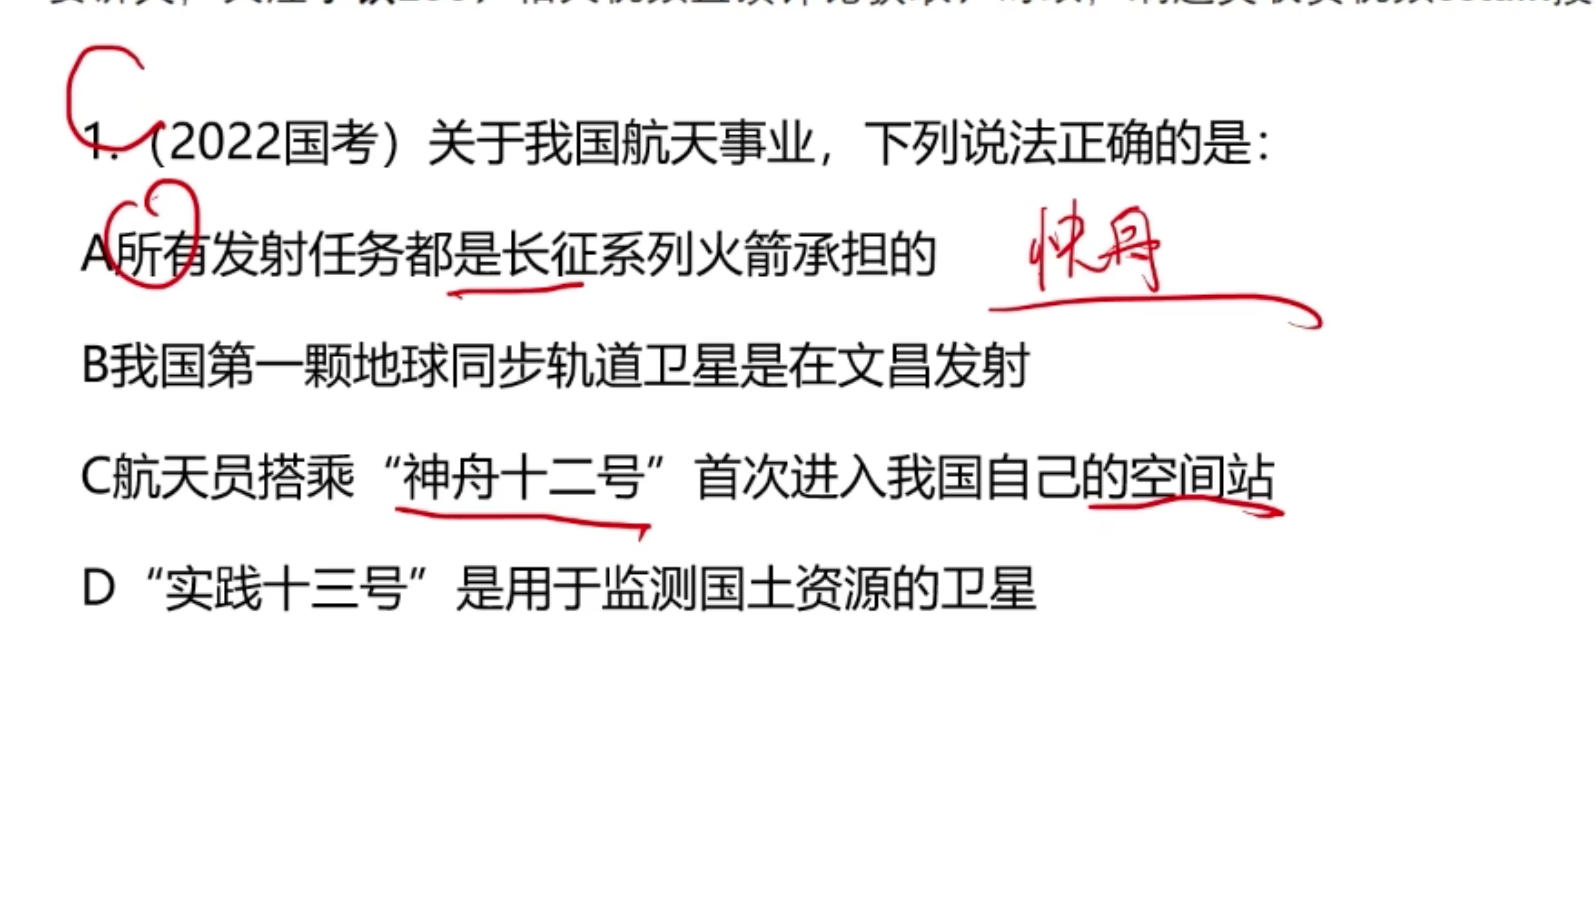 C
1.（2022国考）关于我国航天事业，下列说法正确的是：
A所有发射任务都是长征系列火箭承担的
快舟
B我国第一颗地球同步轨道卫星是在文昌发射
C航天员搭乘“神舟十二号”首次进入我国自己的空间站
D“实践十三号”是用于监测国土资源的卫星